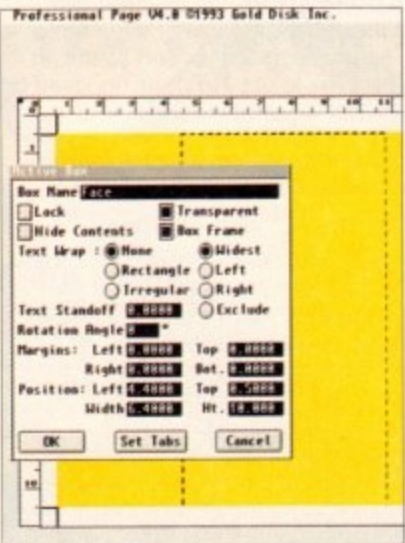 Professional Page V4.0 ©1993 Gold Disk Inc.
Active Box
Box Name Face
Lock Transparent
Hide Contents Box Frame
Text Wrap : None Widest
Rectangle Left
Irregular Right
Text Standoff 0.0000 Exclude
Rotation Angle 0 °
Margins: Left 0.0000 Top 0.0000
Right 0.0000 Bot. 0.0000
Position: Left 4.4000 Top 0.5000
Width 6.4000 Ht. 10.000
OK Set Tabs Cancel